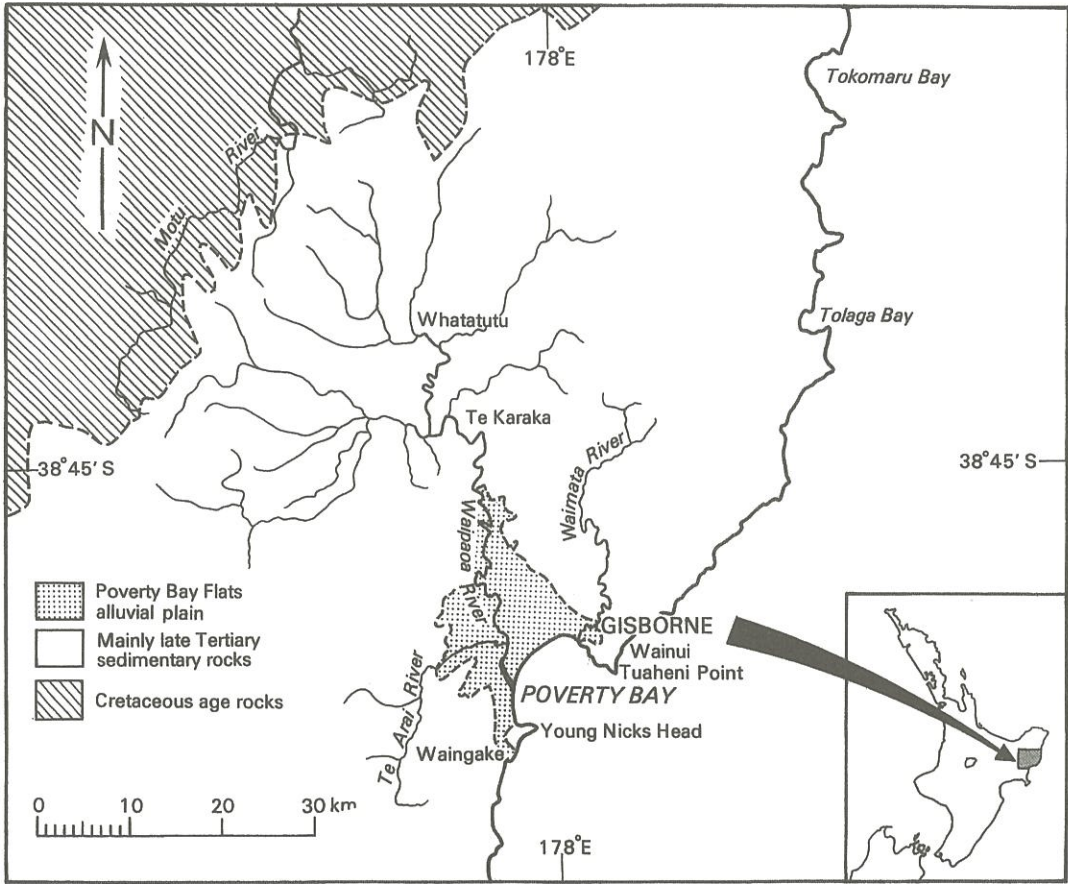 178°E
Tokomaru Bay
N
Motu River
Whatatutu
Tolaga Bay
Te Karaka
38°45' S
38°45' S
Waimata River
Waipaoa River
Poverty Bay Flats
alluvial plain
Mainly late Tertiary
sedimentary rocks
Cretaceous age rocks
GISBORNE
Wainui
Tuaheni Point
POVERTY BAY
Te Arai River
Young Nicks Head
Waingake
0 10 20 30 km
178°E